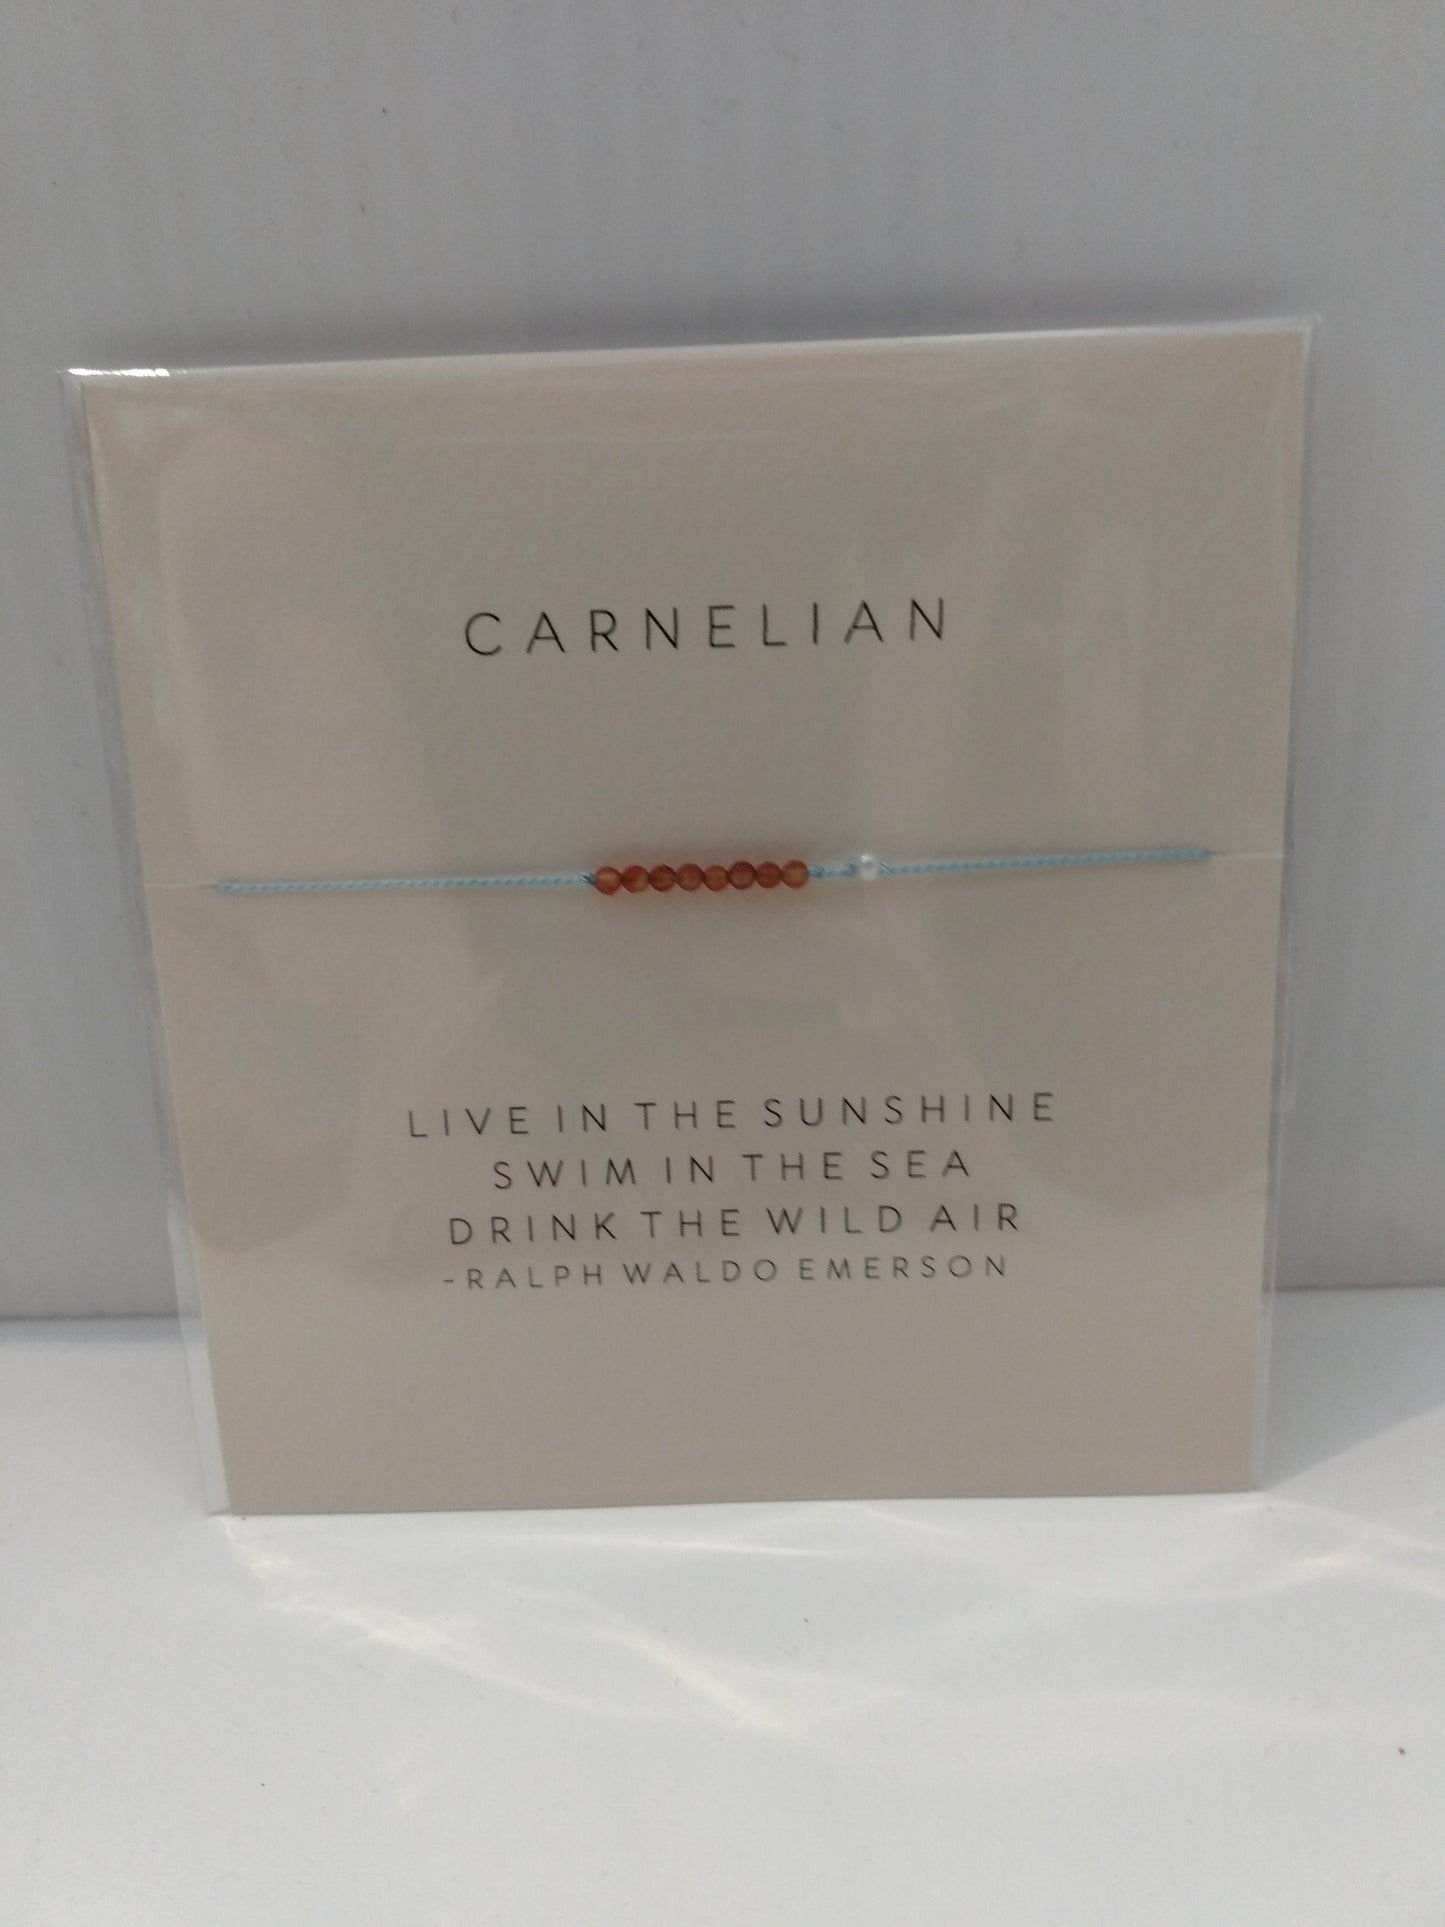 CARNELIAN
LIVE IN THE SUNSHINE
SWIM IN THE SEA
DRINK THE WILD AIR
-RALPH WALDO EMERSON